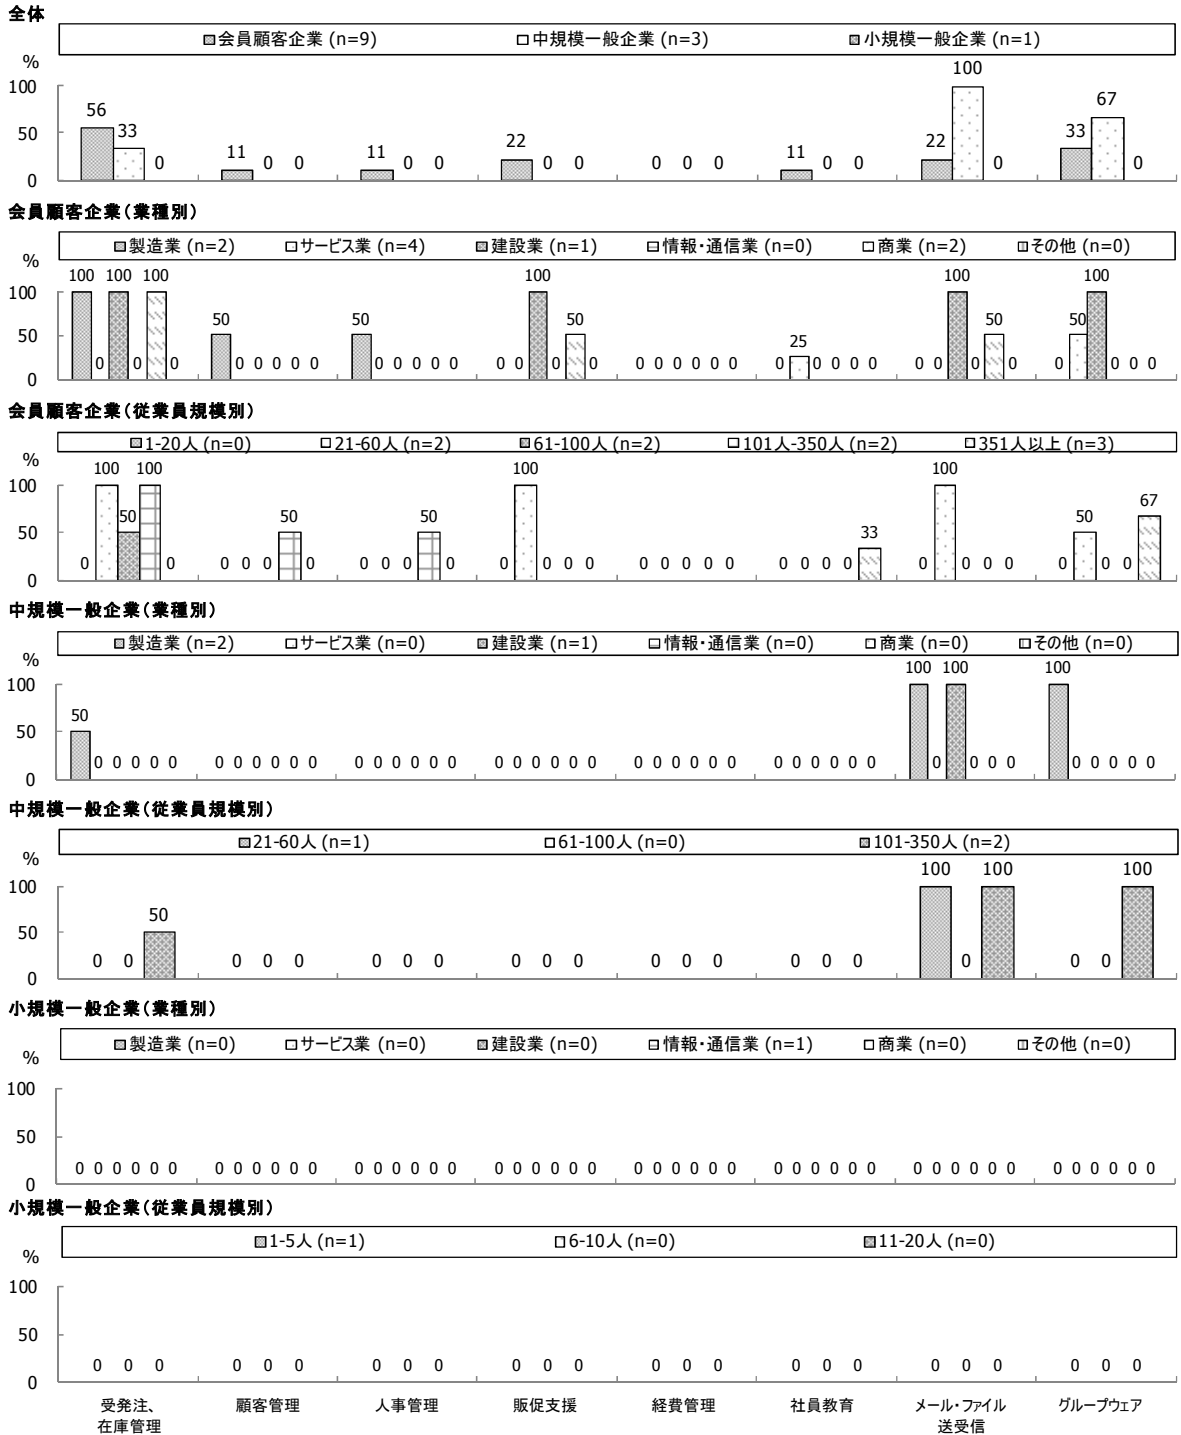 全体
会員顧客企業 (n=9) 中規模一般企業 (n=3) 小規模一般企業 (n=1)
%
100
50
0
56 33 0 11 0 0 11 0 0 22 0 0 0 0 0 11 0 0 22 100 0 33 67 0
会員顧客企業（業種別）
製造業 (n=2) サービス業 (n=4) 建設業 (n=1) 情報・通信業 (n=0) 商業 (n=2) その他 (n=0)
%
100
50
0
100 0 100 0 100 0 50 0 0 0 0 0 50 0 0 0 0 0 0 0 100 0 50 0 0 0 0 0 0 0 0 25 0 0 0 0 0 0 100 0 50 0 0 50 100 0 0 0
会員顧客企業（従業員規模別）
1-20人 (n=0) 21-60人 (n=2) 61-100人 (n=2) 101人-350人 (n=2) 351人以上 (n=3)
%
100
50
0
0 100 50 100 0 0 0 0 50 0 0 0 0 50 0 0 100 0 0 0 0 0 0 0 0 0 0 0 0 33 0 100 0 0 0 0 50 0 0 67
中規模一般企業（業種別）
製造業 (n=2) サービス業 (n=0) 建設業 (n=1) 情報・通信業 (n=0) 商業 (n=0) その他 (n=0)
%
100
50
0
50 0 0 0 0 0 0 0 0 0 0 0 0 0 0 0 0 0 0 0 0 0 0 0 0 0 0 0 0 0 0 0 0 0 0 0 100 0 100 0 0 0 100 0 0 0 0 0
中規模一般企業（従業員規模別）
21-60人 (n=1) 61-100人 (n=0) 101-350人 (n=2)
%
100
50
0
0 0 50 0 0 0 0 0 0 0 0 0 0 0 0 0 0 0 100 0 100 0 0 100
小規模一般企業（業種別）
製造業 (n=0) サービス業 (n=0) 建設業 (n=0) 情報・通信業 (n=1) 商業 (n=0) その他 (n=0)
%
100
50
0
0 0 0 0 0 0 0 0 0 0 0 0 0 0 0 0 0 0 0 0 0 0 0 0 0 0 0 0 0 0 0 0 0 0 0 0 0 0 0 0 0 0 0 0 0 0 0 0
小規模一般企業（従業員規模別）
1-5人 (n=1) 6-10人 (n=0) 11-20人 (n=0)
%
100
50
0
0 0 0 0 0 0 0 0 0 0 0 0 0 0 0 0 0 0 0 0 0 0 0 0
受発注、 顧客管理 人事管理 販促支援 経費管理 社員教育 メール・ファイル グループウェア
在庫管理 送受信